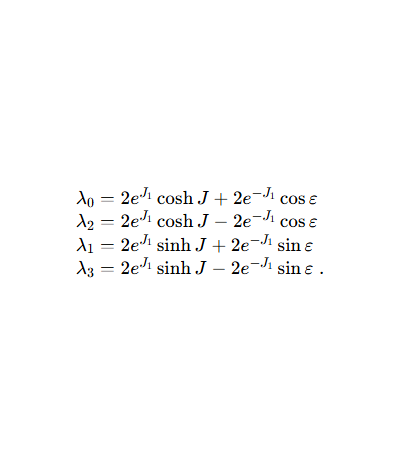 λ₀ = 2e^{J₁} cosh J + 2e^{−J₁} cos ε
λ₂ = 2e^{J₁} cosh J − 2e^{−J₁} cos ε
λ₁ = 2e^{J₁} sinh J + 2e^{−J₁} sin ε
λ₃ = 2e^{J₁} sinh J − 2e^{−J₁} sin ε .